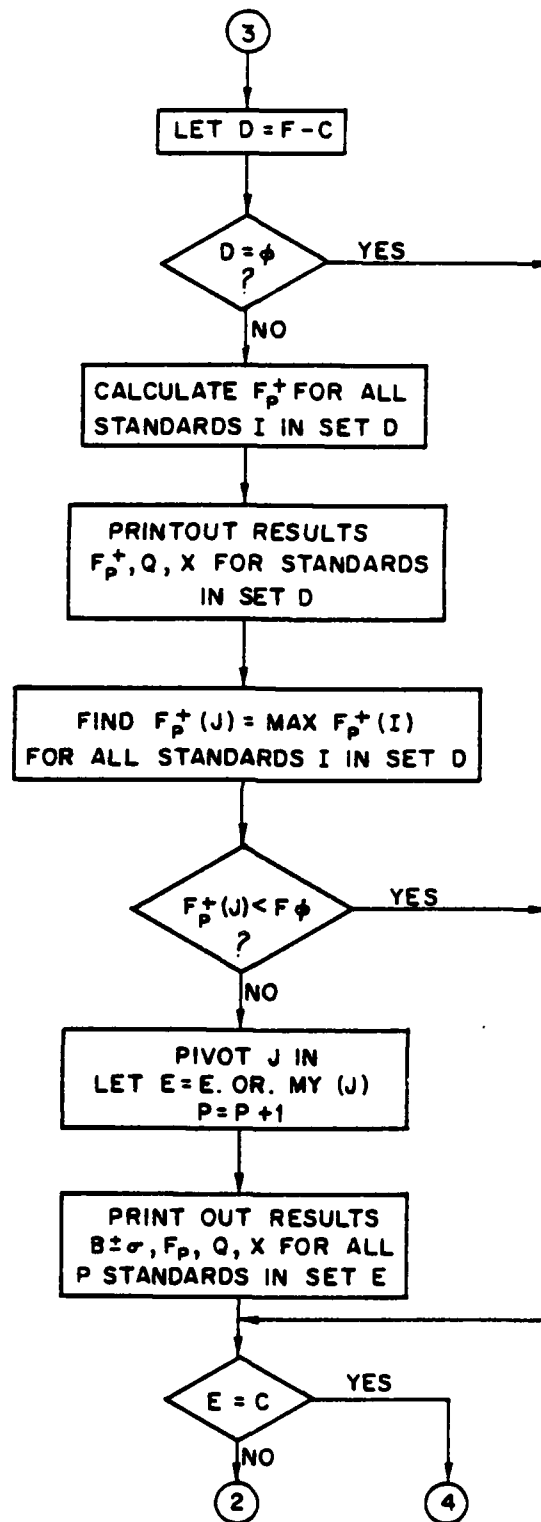 3
LET D = F - C
D = ϕ
?
YES
NO
CALCULATE F_P^+ FOR ALL
STANDARDS I IN SET D
PRINTOUT RESULTS
F_P^+, Q, X FOR STANDARDS
IN SET D
FIND F_P^+ (J) = MAX F_P^+ (I)
FOR ALL STANDARDS I IN SET D
F_P^+ (J) < F ϕ
?
YES
NO
PIVOT J IN
LET E = E. OR. MY (J)
P = P + 1
PRINT OUT RESULTS
B ± σ, F_P, Q, X FOR ALL
P STANDARDS IN SET E
E = C
YES
NO
2
4